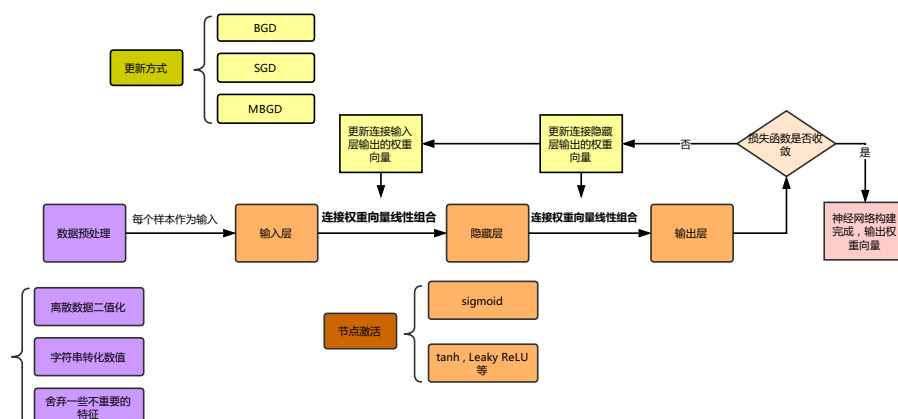 更新方式
BGD
SGD
MBGD
更新连接输入
层输出的权重
向量
更新连接隐藏
层输出的权重
向量
否
损失函数是否收
敛
是
数据预处理
每个样本作为输入
输入层
连接权重向量线性组合
隐藏层
连接权重向量线性组合
输出层
神经网络构建
完成，输出权
重向量
离散数据二值化
字符串转化数值
舍弃一些不重要的
特征
节点激活
sigmoid
tanh , Leaky ReLU
等